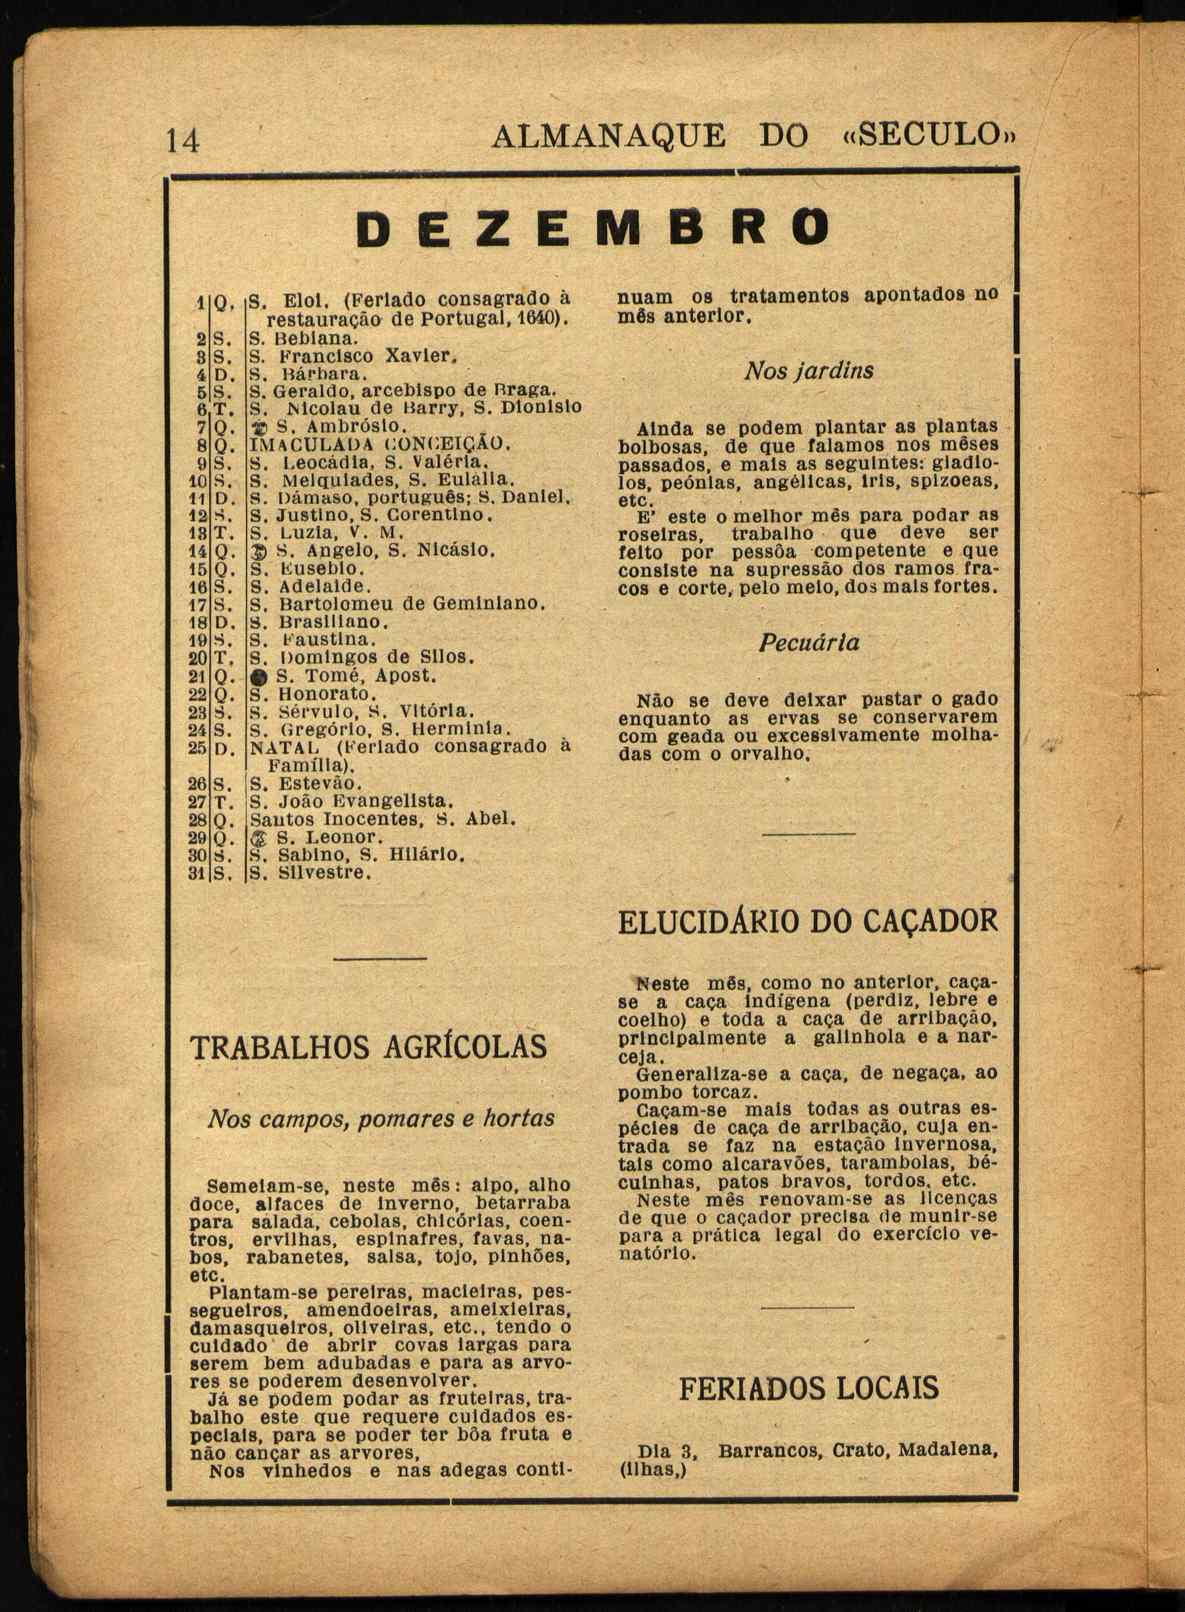 14
ALMANAQUE DO «SECULO»
DEZEMBRO
1 Q. S. Eloi. (Feriado consagrado à
restauração de Portugal, 1640).
2 S. S. Bebiana.
3 S. S. Francisco Xavier.
4 D. S. Bárbara.
5 S. S. Geraldo, arcebispo de Braga.
6 T. S. Nicolau de Barry, S. Dionisio
7 Q. S. Ambrósio.
8 Q. IMACULADA CONCEIÇÃO.
9 S. S. Leocádia, S. Valéria.
10 S. S. Melquiades, S. Eulália.
11 D. S. Dámaso, português; S. Daniel.
12 S. S. Justino, S. Corentino.
13 T. S. Luzia, V. M.
14 Q. S. Angelo, S. Nicásio.
15 Q. S. Eusebio.
16 S. S. Adelaide.
17 S. S. Bartolomeu de Geminiano.
18 D. S. Brasiliano.
19 S. S. Faustina.
20 T. S. Domingos de Silos.
21 Q. S. Tomé, Apost.
22 Q. S. Honorato.
23 S. S. Sérvulo, S. Vitória.
24 S. S. Gregório, S. Herminia.
25 D. NATAL (Feriado consagrado à
Família).
26 S. S. Estevão.
27 T. S. João Evangelista.
28 Q. Santos Inocentes, S. Abel.
29 Q. S. Leonor.
30 S. S. Sabino, S. Hilário.
31 S. S. Silvestre.
TRABALHOS AGRÍCOLAS
Nos campos, pomares e hortas
Semeiam-se, neste mês: aipo, alho
doce, alfaces de inverno, betarraba
para salada, cebolas, chicórias, coen-
tros, ervilhas, espinafres, favas, na-
bos, rabanetes, salsa, tojo, pinhões,
etc.
Plantam-se pereiras, macieiras, pes-
segueiros, amendoeiras, ameixieiras,
damasqueiros, oliveiras, etc., tendo o
cuidado de abrir covas largas para
serem bem adubadas e para as arvo-
res se poderem desenvolver.
Já se podem podar as fruteiras, tra-
balho este que requere cuidados es-
peciais, para se poder ter bôa fruta e
não cançar as arvores,
Nos vinhedos e nas adegas conti-
nuam os tratamentos apontados no
mês anterior.
Nos jardins
Ainda se podem plantar as plantas
bolbosas, de que falamos nos mêses
passados, e mais as seguintes: gladio-
los, peónias, angélicas, iris, spizoeas,
etc.
E' este o melhor mês para podar as
roseiras, trabalho que deve ser
feito por pessôa competente e que
consiste na supressão dos ramos fra-
cos e corte, pelo meio, dos mais fortes.
Pecuária
Não se deve deixar pastar o gado
enquanto as ervas se conservarem
com geada ou excessivamente molha-
das com o orvalho.
ELUCIDÁRIO DO CAÇADOR
Neste mês, como no anterior, caça-
se a caça indígena (perdiz, lebre e
coelho) e toda a caça de arribação,
principalmente a galinhola e a nar-
ceja.
Generaliza-se a caça, de negaça, ao
pombo torcaz.
Caçam-se mais todas as outras es-
pécies de caça de arribação, cuja en-
trada se faz na estação invernosa,
tais como alcaravões, tarambolas, bé-
cuinhas, patos bravos, tordos, etc.
Neste mês renovam-se as licenças
de que o caçador precisa de munir-se
para a prática legal do exercício ve-
natório.
FERIADOS LOCAIS
Dia 3, Barrancos, Crato, Madalena,
(ilhas,)